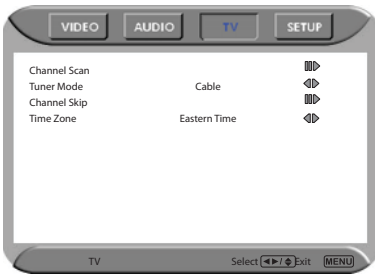 VIDEO AUDIO TV SETUP
Channel Scan
Tuner Mode Cable
Channel Skip
Time Zone Eastern Time
TV Select Exit MENU